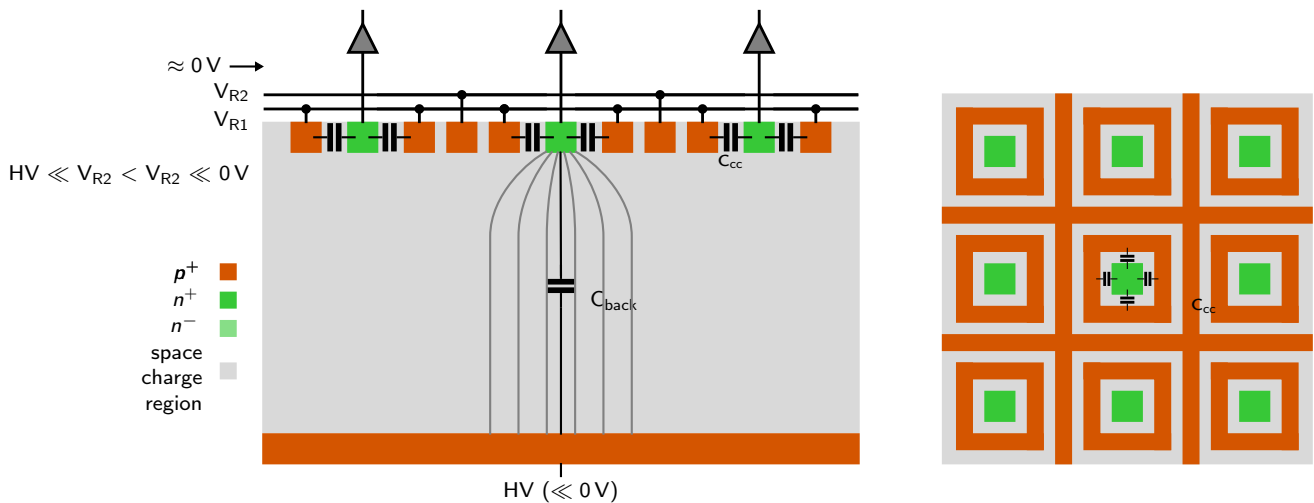 ≈ 0 V
V_R2
V_R1
HV ≪ V_R2 < V_R2 ≪ 0 V
C_cc
p⁺
n⁺
n⁻
space
charge
region
C_back
HV (≪ 0 V)
C_cc